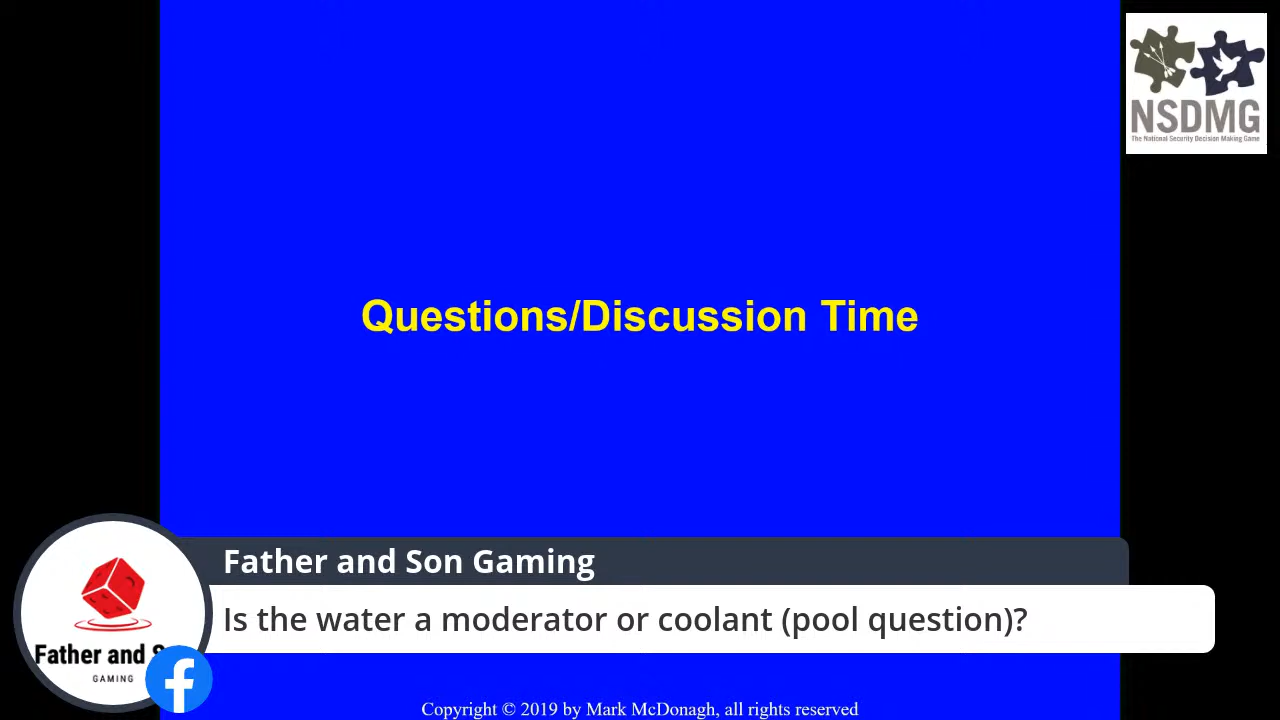 NSDMG
The National Security Decision Making Game
Questions/Discussion Time
Father and Son Gaming
Is the water a moderator or coolant (pool question)?
Father and S
GAMING
Copyright © 2019 by Mark McDonagh, all rights reserved